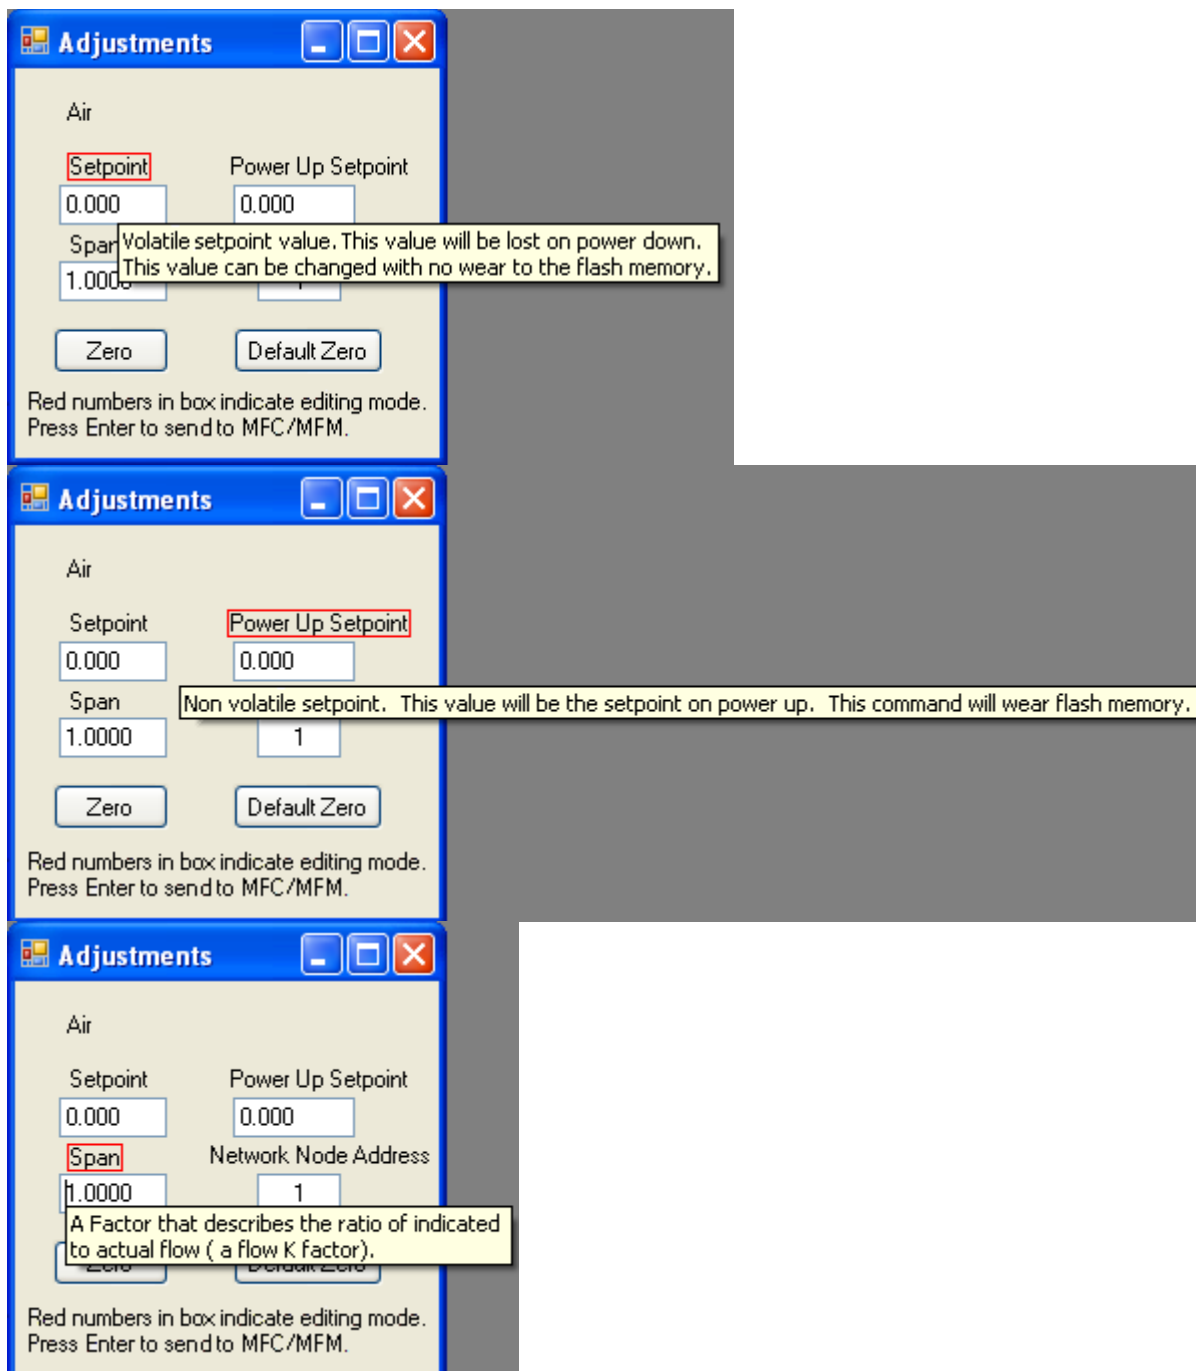 Adjustments
Air
Setpoint Power Up Setpoint
0.000 0.000
Span
Volatile setpoint value. This value will be lost on power down.
This value can be changed with no wear to the flash memory.
1.0000
Zero Default Zero
Red numbers in box indicate editing mode.
Press Enter to send to MFC/MFM.
Adjustments
Air
Setpoint Power Up Setpoint
0.000 0.000
Span
Non volatile setpoint. This value will be the setpoint on power up. This command will wear flash memory.
1.0000 1
Zero Default Zero
Red numbers in box indicate editing mode.
Press Enter to send to MFC/MFM.
Adjustments
Air
Setpoint Power Up Setpoint
0.000 0.000
Span Network Node Address
1.0000 1
A Factor that describes the ratio of indicated
to actual flow ( a flow K factor).
Zero Default Zero
Red numbers in box indicate editing mode.
Press Enter to send to MFC/MFM.